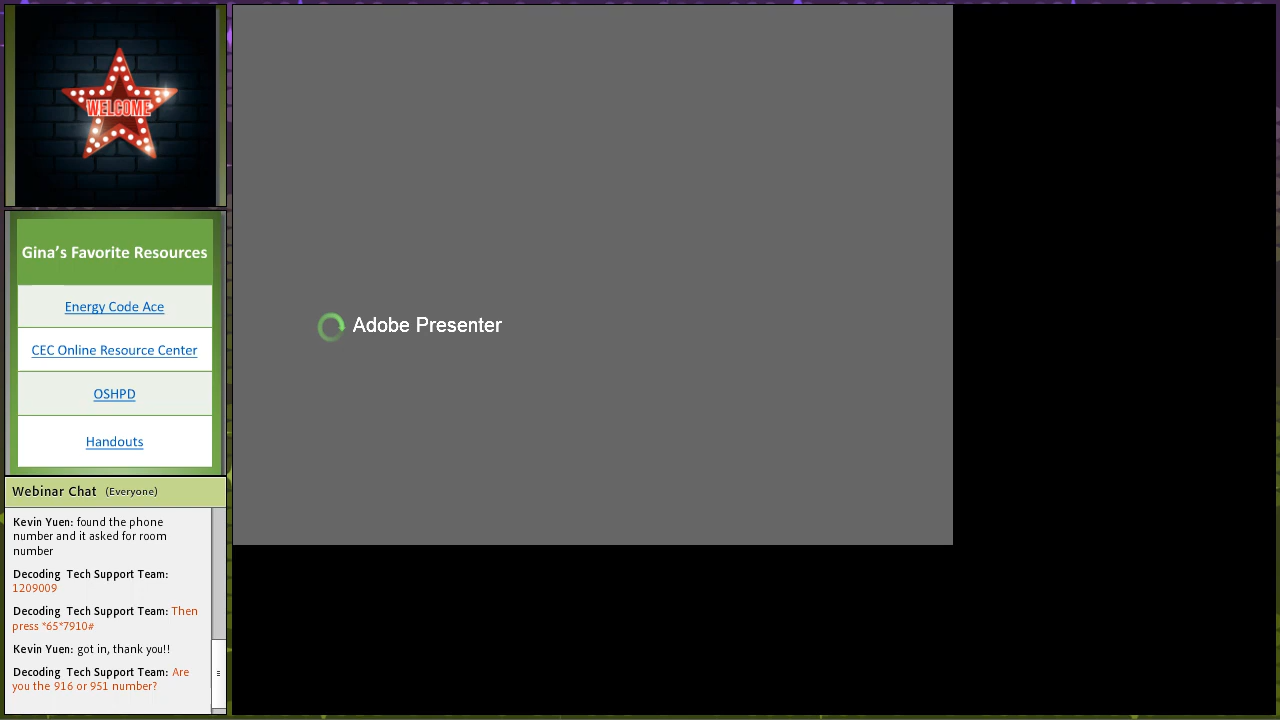 WELCOME
Gina's Favorite Resources
Energy Code Ace
CEC Online Resource Center
OSHPD
Handouts
Webinar Chat (Everyone)
Kevin Yuen: found the phone
number and it asked for room
number
Decoding Tech Support Team:
1209009
Decoding Tech Support Team: Then
press *65*7910#
Kevin Yuen: got in, thank you!!
Decoding Tech Support Team: Are
you the 916 or 951 number?
Adobe Presenter